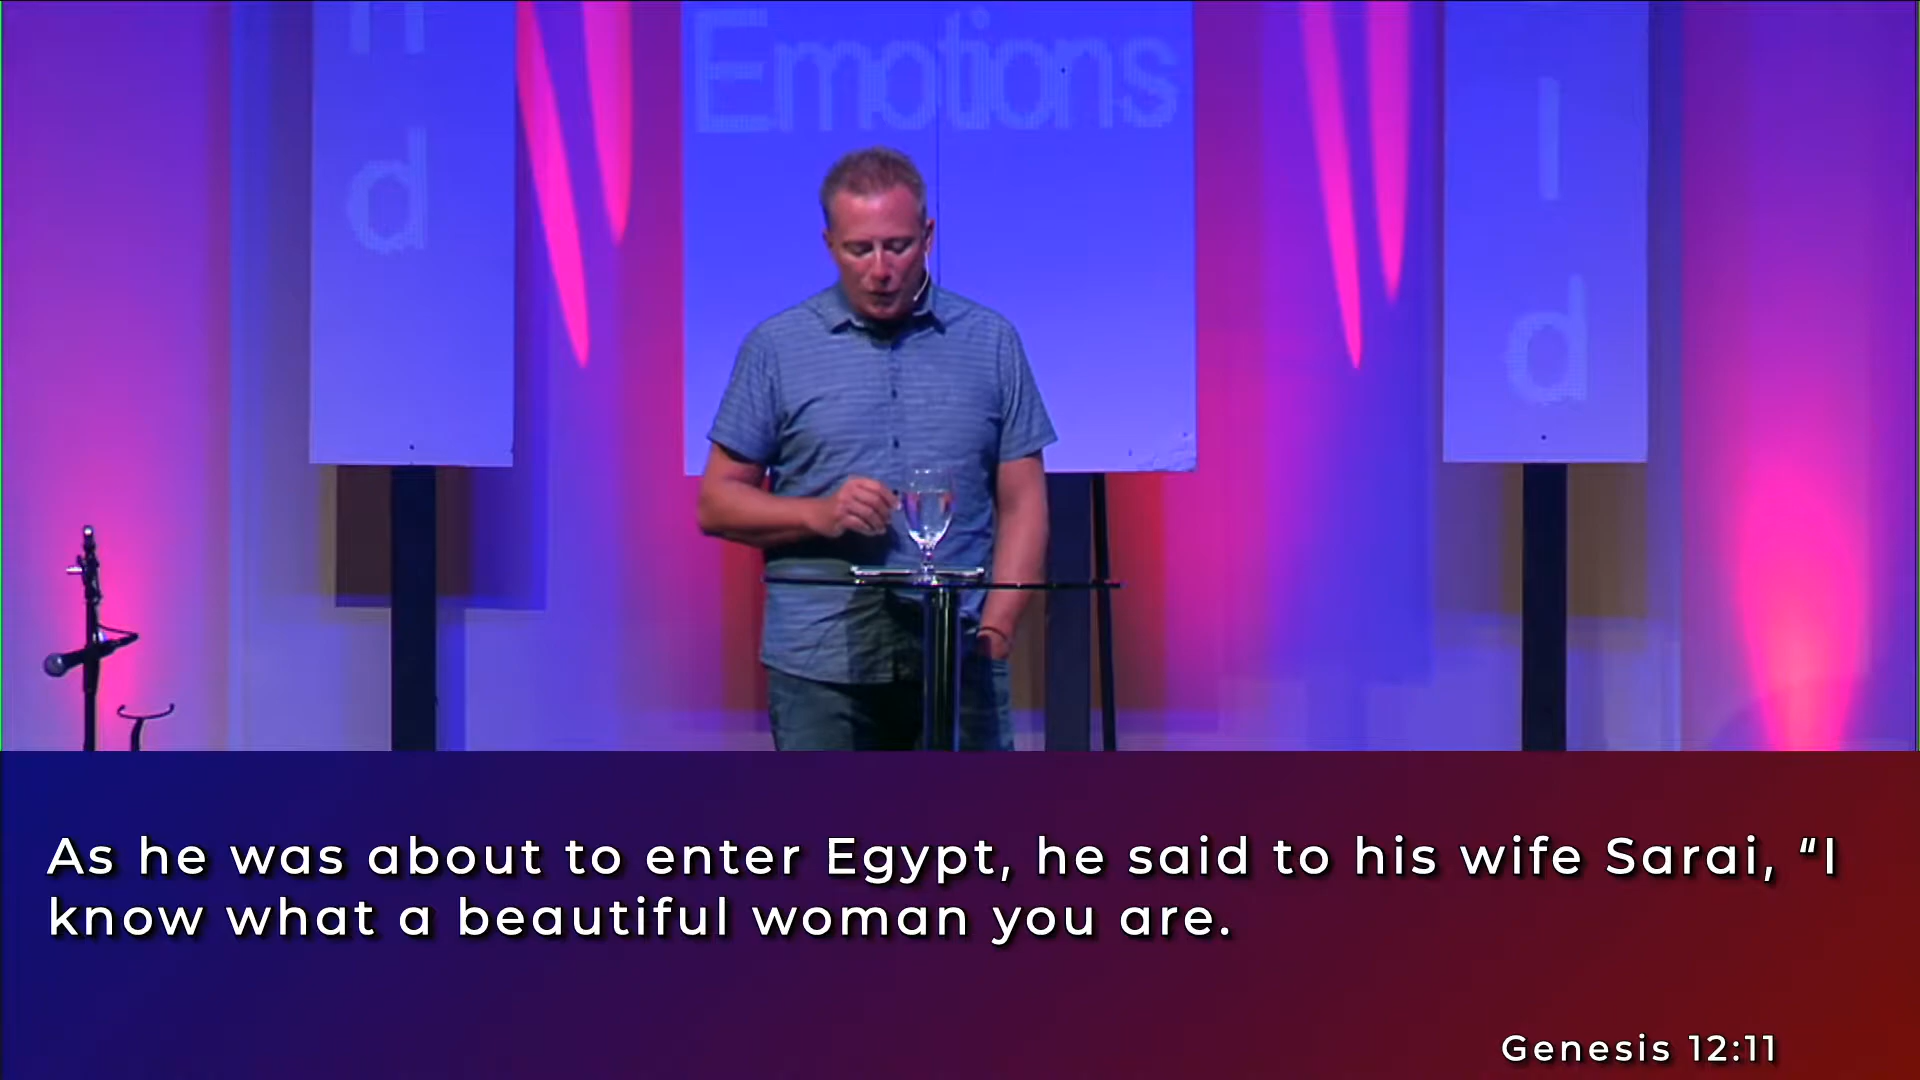 n
d
Emotions
l
d
As he was about to enter Egypt, he said to his wife Sarai, “I
know what a beautiful woman you are.
Genesis 12:11